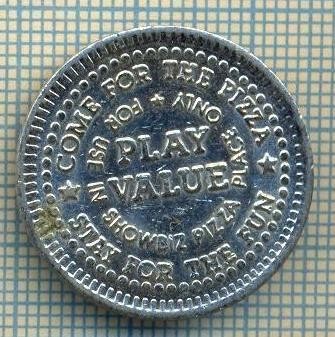 COME FOR THE PIZZA
STAY FOR THE FUN
FOR USE IN
SHOWBIZ PIZZA PLACE
ONLY
PLAY
VALUE